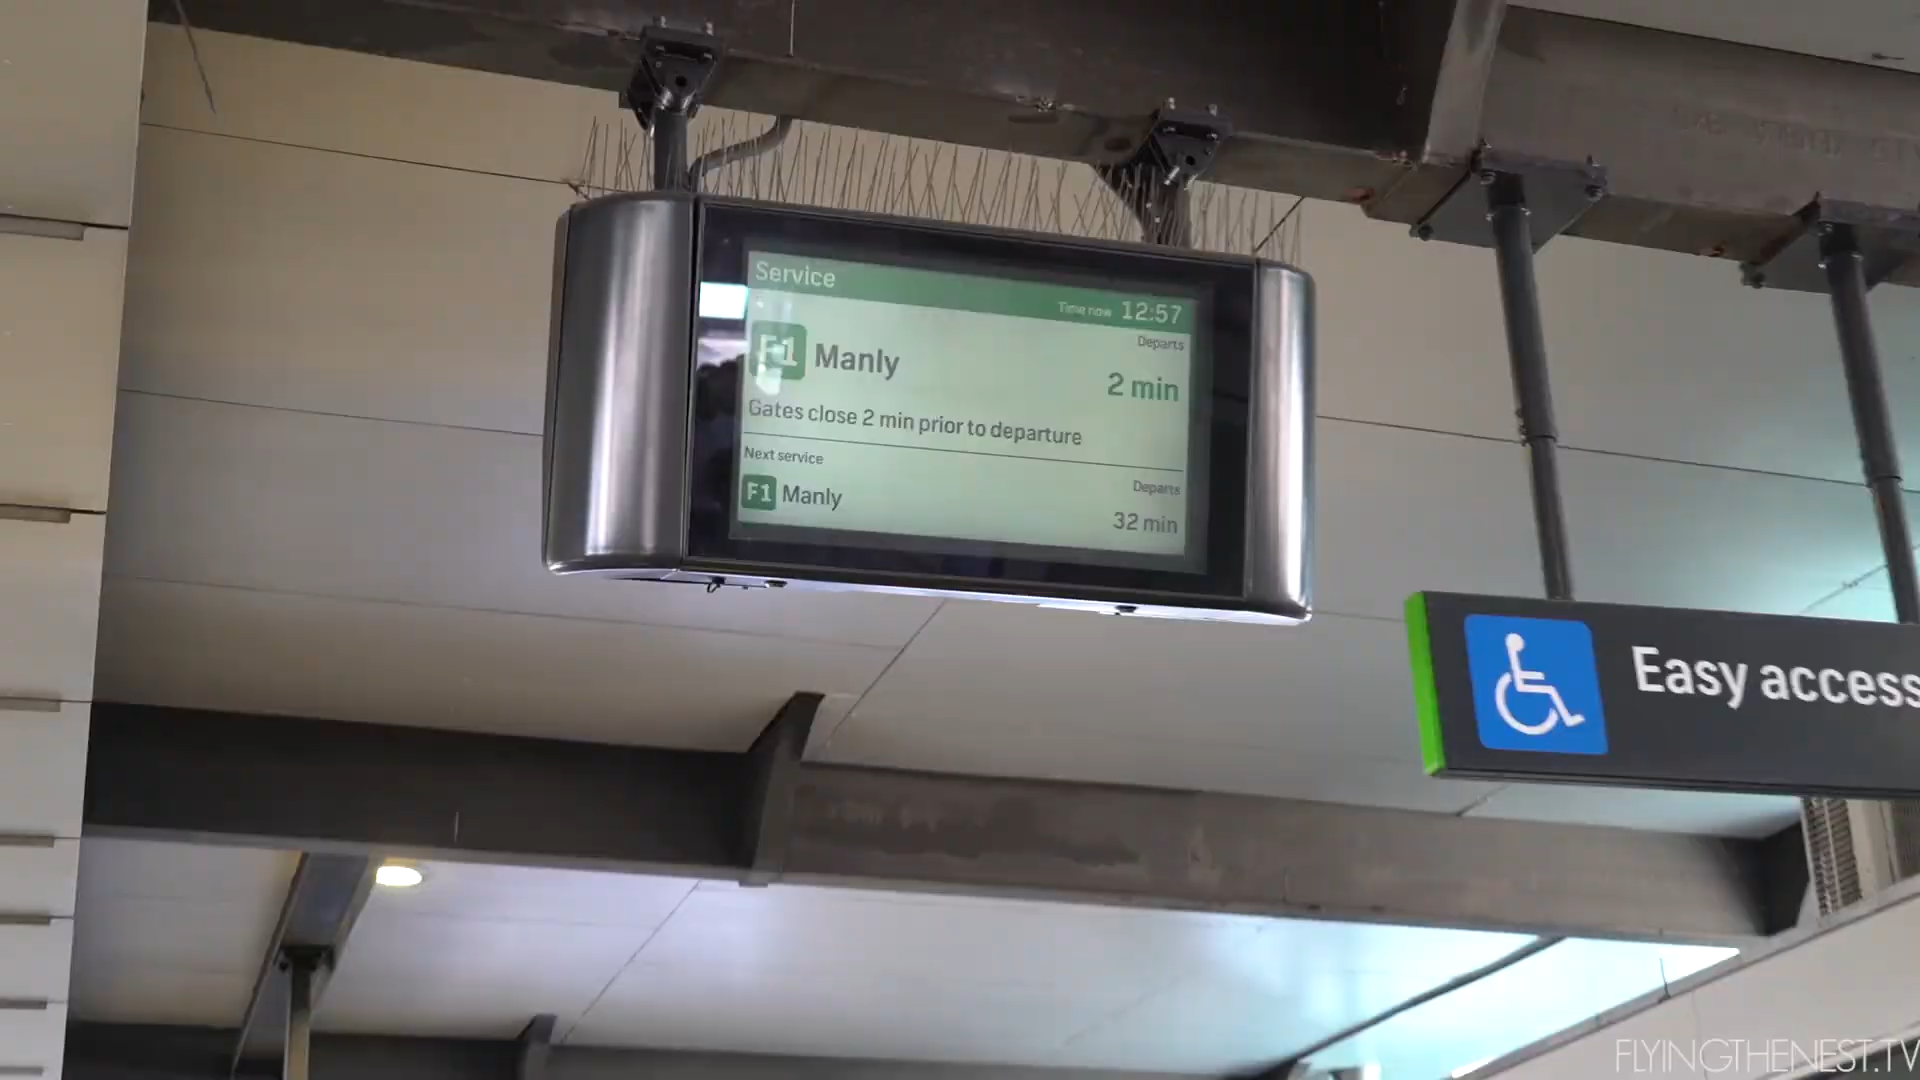 Service
Time now 12:57
Departs
F1 Manly
2 min
Gates close 2 min prior to departure
Next service
Departs
F1 Manly
32 min
Easy access
FLYINGTHENEST.TV